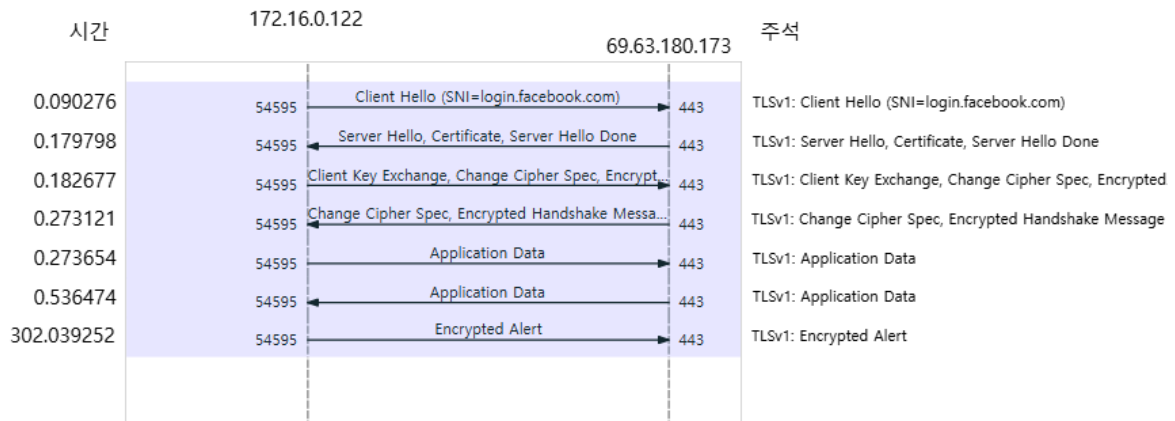 시간 172.16.0.122 69.63.180.173 주석
0.090276 54595 Client Hello (SNI=login.facebook.com) 443 TLSv1: Client Hello (SNI=login.facebook.com)
0.179798 54595 Server Hello, Certificate, Server Hello Done 443 TLSv1: Server Hello, Certificate, Server Hello Done
0.182677 54595 Client Key Exchange, Change Cipher Spec, Encrypt... 443 TLSv1: Client Key Exchange, Change Cipher Spec, Encrypted
0.273121 54595 Change Cipher Spec, Encrypted Handshake Messa... 443 TLSv1: Change Cipher Spec, Encrypted Handshake Message
0.273654 54595 Application Data 443 TLSv1: Application Data
0.536474 54595 Application Data 443 TLSv1: Application Data
302.039252 54595 Encrypted Alert 443 TLSv1: Encrypted Alert